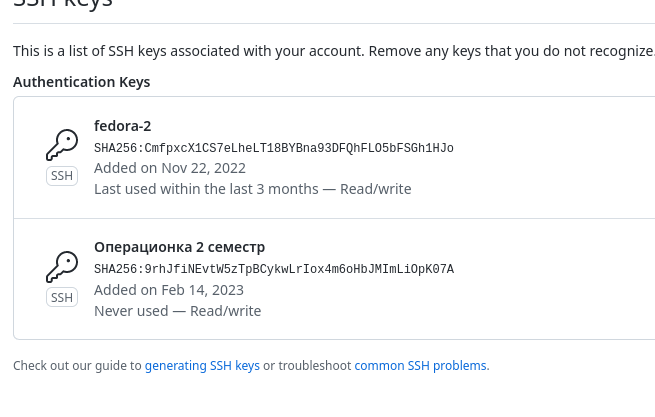 SSH keys
This is a list of SSH keys associated with your account. Remove any keys that you do not recognize.
Authentication Keys
fedora-2
SHA256:CmfpxcX1CS7eLheLT18BYBna93DFQhFLO5bFSGh1HJo
SSH
Added on Nov 22, 2022
Last used within the last 3 months — Read/write
Операционка 2 семестр
SHA256:9rhJfiNEvtW5zTpBCykwLrIox4m6oHbJMImLiOpK07A
SSH
Added on Feb 14, 2023
Never used — Read/write
Check out our guide to generating SSH keys or troubleshoot common SSH problems.